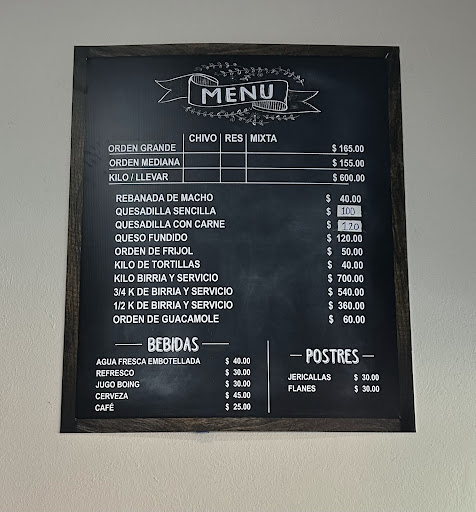 MENU
CHIVO RES MIXTA
ORDEN GRANDE $ 165.00
ORDEN MEDIANA $ 155.00
KILO / LLEVAR $ 600.00
REBANADA DE MACHO $ 40.00
QUESADILLA SENCILLA $ 100
QUESADILLA CON CARNE $ 120
QUESO FUNDIDO $ 120.00
ORDEN DE FRIJOL $ 50.00
KILO DE TORTILLAS $ 40.00
KILO BIRRIA Y SERVICIO $ 700.00
3/4 K DE BIRRIA Y SERVICIO $ 540.00
1/2 K DE BIRRIA Y SERVICIO $ 360.00
ORDEN DE GUACAMOLE $ 60.00
BEBIDAS
AGUA FRESCA EMBOTELLADA $ 40.00
REFRESCO $ 30.00
JUGO BOING $ 30.00
CERVEZA $ 45.00
CAFÉ $ 25.00
POSTRES
JERICALLAS $ 30.00
FLANES $ 30.00